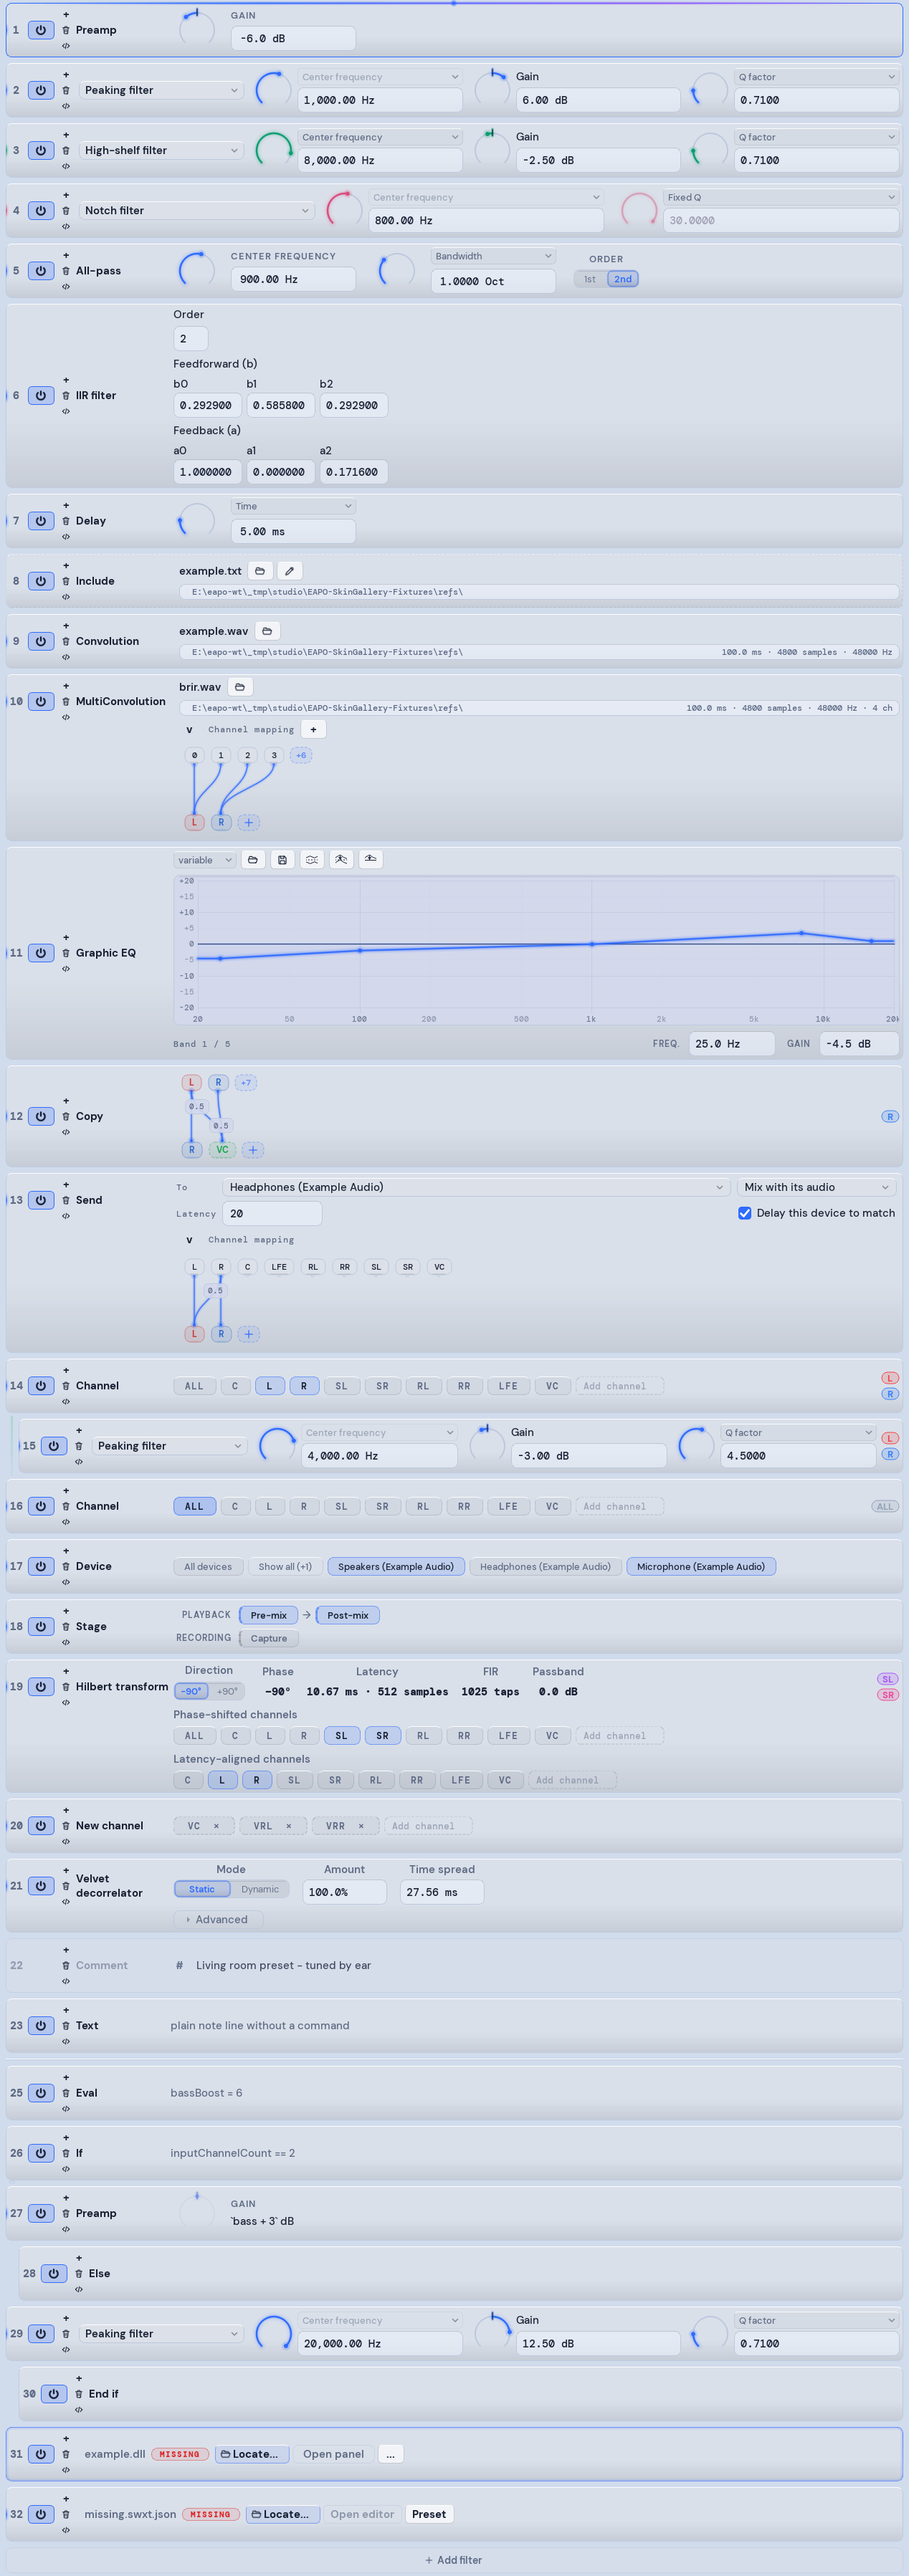 1 Preamp GAIN
-6.0 dB
2 Peaking filter Center frequency Gain Q factor
1,000.00 Hz 6.00 dB 0.7100
3 High-shelf filter Center frequency Gain Q factor
8,000.00 Hz -2.50 dB 0.7100
4 Notch filter Center frequency Fixed Q
800.00 Hz 30.0000
5 All-pass CENTER FREQUENCY Bandwidth ORDER
900.00 Hz 1.0000 Oct 1st 2nd
Order
2
Feedforward (b)
b0 b1 b2
6 IIR filter 0.292900 0.585800 0.292900
Feedback (a)
a0 a1 a2
1.000000 0.000000 0.171600
7 Delay Time
5.00 ms
8 Include example.txt
E:\eapo-wt\_tmp\studio\EAPO-SkinGallery-Fixtures\refs\
9 Convolution example.wav
E:\eapo-wt\_tmp\studio\EAPO-SkinGallery-Fixtures\refs\ 100.0 ms · 4800 samples · 48000 Hz
10 MultiConvolution brir.wav
E:\eapo-wt\_tmp\studio\EAPO-SkinGallery-Fixtures\refs\ 100.0 ms · 4800 samples · 48000 Hz · 4 ch
v Channel mapping +
0 1 2 3 +6
L R +
variable
+20
+15
+10
+5
11 Graphic EQ 0
-5
-10
-15
-20
20 50 100 200 500 1k 2k 5k 10k 20k
Band 1 / 5 FREQ. 25.0 Hz GAIN -4.5 dB
L R +7
0.5
12 Copy R
0.5
R VC +
13 Send To Headphones (Example Audio) Mix with its audio
Latency 20 Delay this device to match
v Channel mapping
L R C LFE RL RR SL SR VC
0.5
L R +
14 Channel ALL C L R SL SR RL RR LFE VC Add channel L R
15 Peaking filter Center frequency Gain Q factor L
4,000.00 Hz -3.00 dB 4.5000 R
16 Channel ALL C L R SL SR RL RR LFE VC Add channel ALL
17 Device All devices Show all (+1) Speakers (Example Audio) Headphones (Example Audio) Microphone (Example Audio)
18 Stage PLAYBACK Pre-mix → Post-mix
RECORDING Capture
Direction Phase Latency FIR Passband
19 Hilbert transform -90° +90° -90° 10.67 ms · 512 samples 1025 taps 0.0 dB SL SR
Phase-shifted channels
ALL C L R SL SR RL RR LFE VC Add channel
Latency-aligned channels
C L R SL SR RL RR LFE VC Add channel
20 New channel VC × VRL × VRR × Add channel
21 Velvet decorrelator Mode Amount Time spread
Static Dynamic 100.0% 27.56 ms
Advanced
22 Comment # Living room preset - tuned by ear
23 Text plain note line without a command
25 Eval bassBoost = 6
26 If inputChannelCount == 2
27 Preamp GAIN
`bass + 3` dB
28 Else
29 Peaking filter Center frequency Gain Q factor
20,000.00 Hz 12.50 dB 0.7100
30 End if
31 example.dll MISSING Locate... Open panel ...
32 missing.swxt.json MISSING Locate... Open editor Preset
+ Add filter